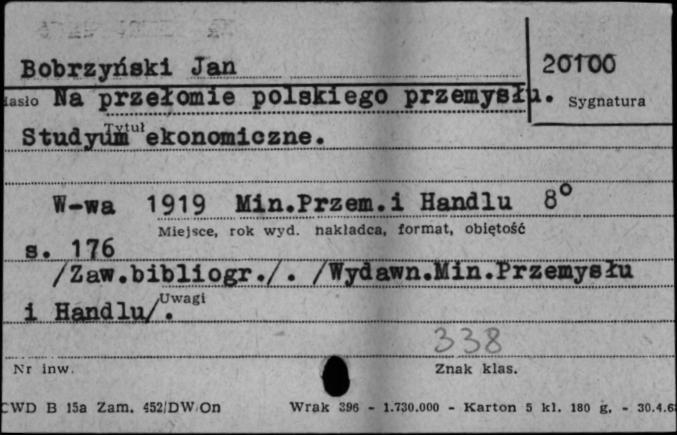 Bobrzyński Jan
20100
Hasło Na przełomie polskiego przemysłu. Sygnatura
Tytuł
Studyum ekonomiczne.
W-wa 1919 Min.Przem.i Handlu 8°
Miejsce, rok wyd. nakładca, format, objętość
s. 176
/Zaw.bibliogr./. /Wydawn.Min.Przemysłu
Uwagi
i Handlu/.
338
Nr inw. Znak klas.
CWD B 15a Zam. 452/DW/On Wrak 396 - 1.730.000 - Karton 5 kl. 180 g. - 30.4.68